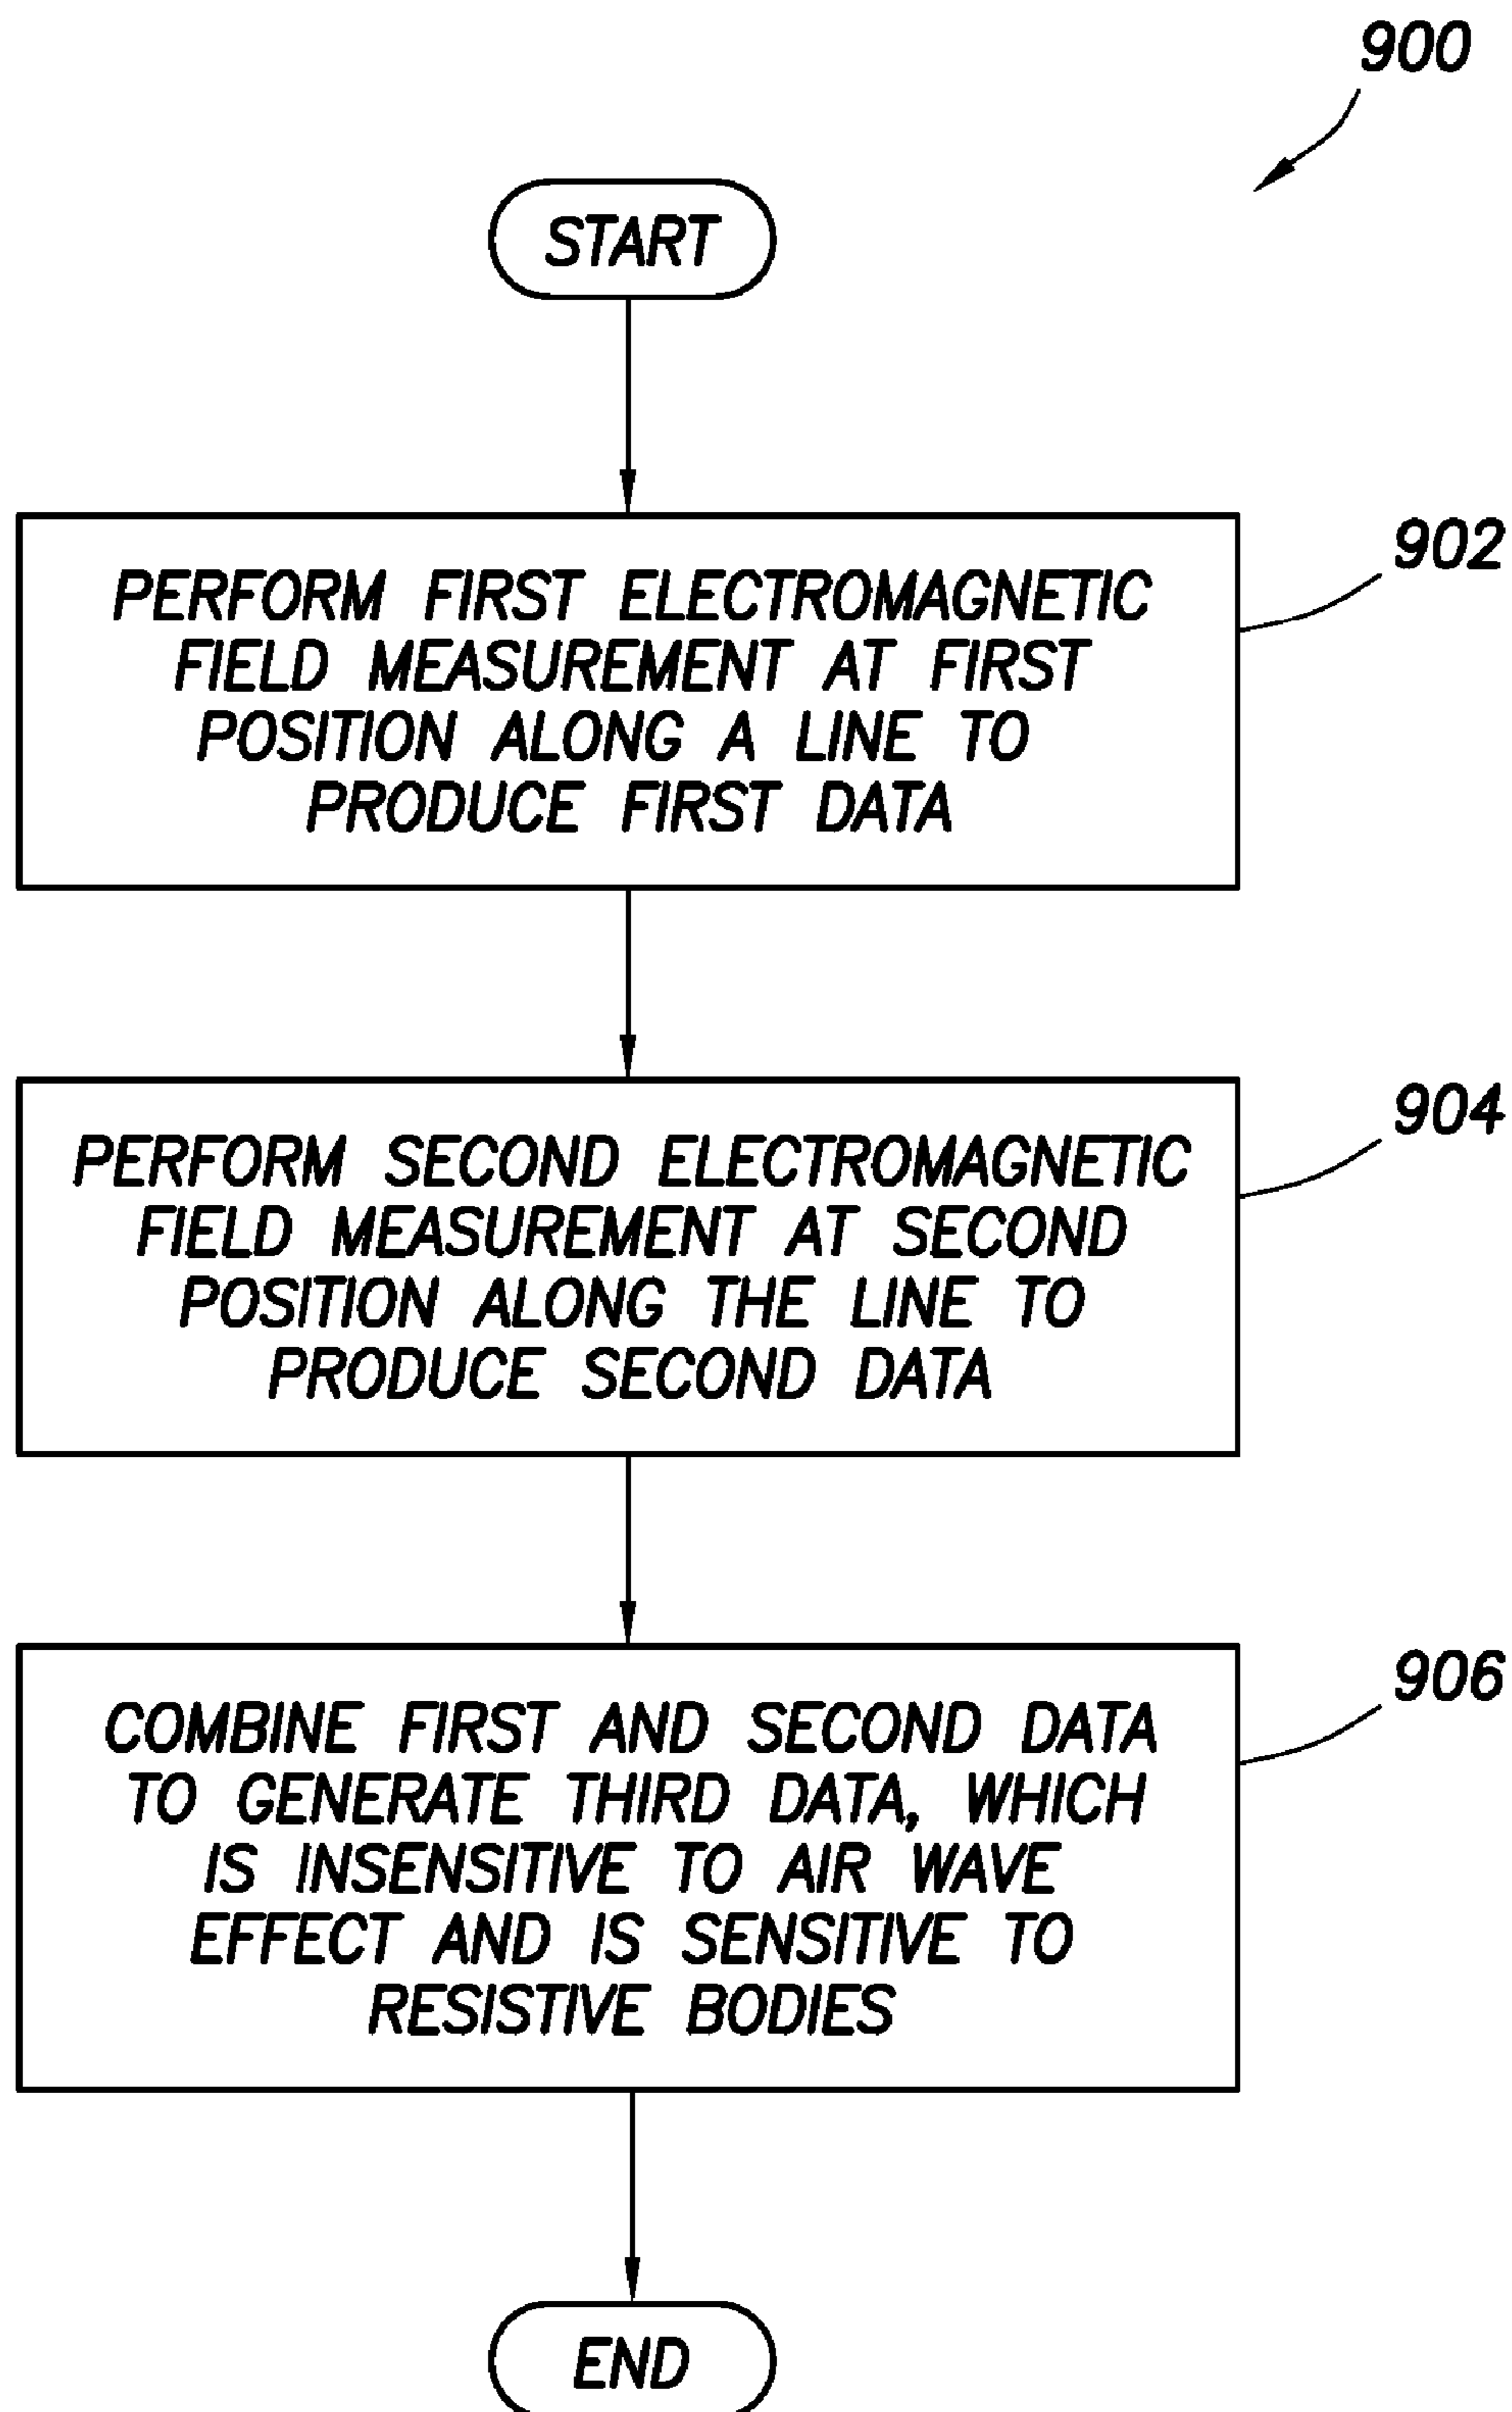 900
START
902
PERFORM FIRST ELECTROMAGNETIC
FIELD MEASUREMENT AT FIRST
POSITION ALONG A LINE TO
PRODUCE FIRST DATA
904
PERFORM SECOND ELECTROMAGNETIC
FIELD MEASUREMENT AT SECOND
POSITION ALONG THE LINE TO
PRODUCE SECOND DATA
906
COMBINE FIRST AND SECOND DATA
TO GENERATE THIRD DATA, WHICH
IS INSENSITIVE TO AIR WAVE
EFFECT AND IS SENSITIVE TO
RESISTIVE BODIES
END